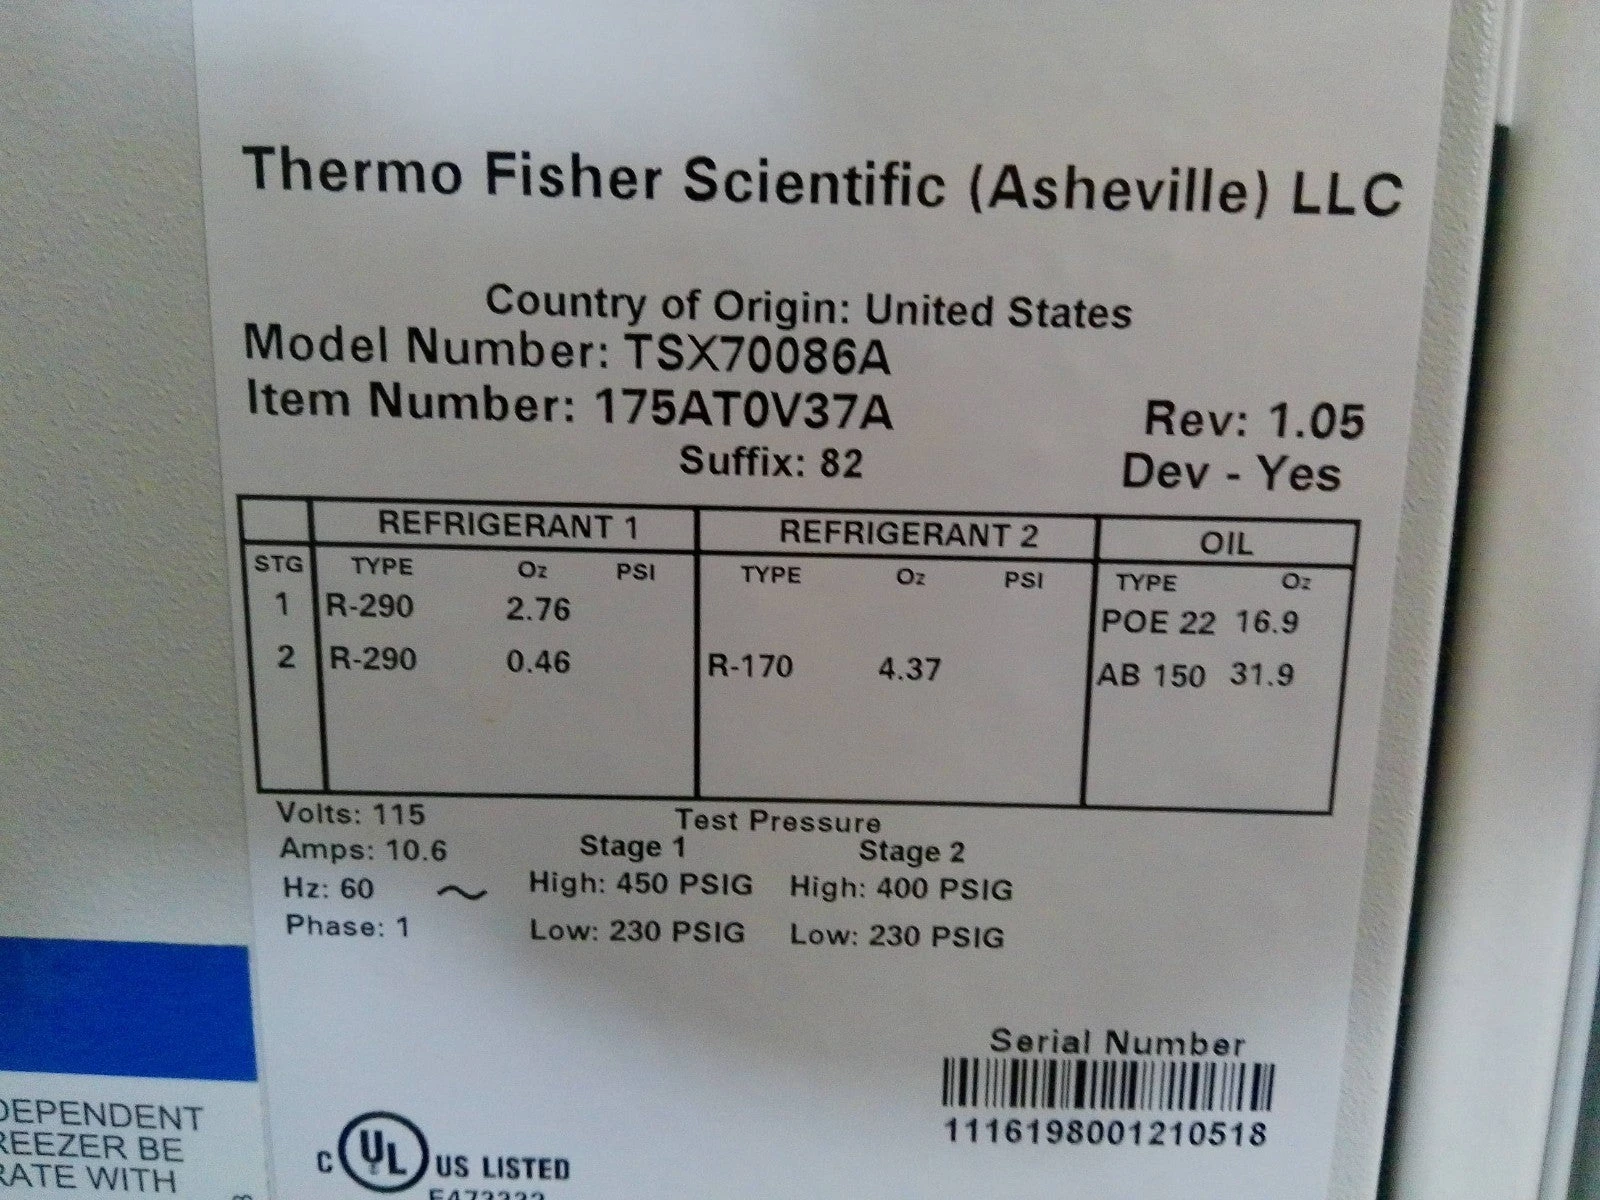 Thermo Fisher Scientific (Asheville) LLC
Country of Origin: United States
Model Number: TSX70086A
Item Number: 175AT0V37A Rev: 1.05
Suffix: 82 Dev - Yes
REFRIGERANT 1 REFRIGERANT 2 OIL
STG TYPE Oz PSI TYPE Oz PSI TYPE Oz
1 R-290 2.76 POE 22 16.9
2 R-290 0.46 R-170 4.37 AB 150 31.9
Volts: 115 Test Pressure
Amps: 10.6 Stage 1 Stage 2
Hz: 60 ~ High: 450 PSIG High: 400 PSIG
Phase: 1 Low: 230 PSIG Low: 230 PSIG
Serial Number
1116198001210518
C UL US LISTED
DEPENDENT
REEZER BE
RATE WITH